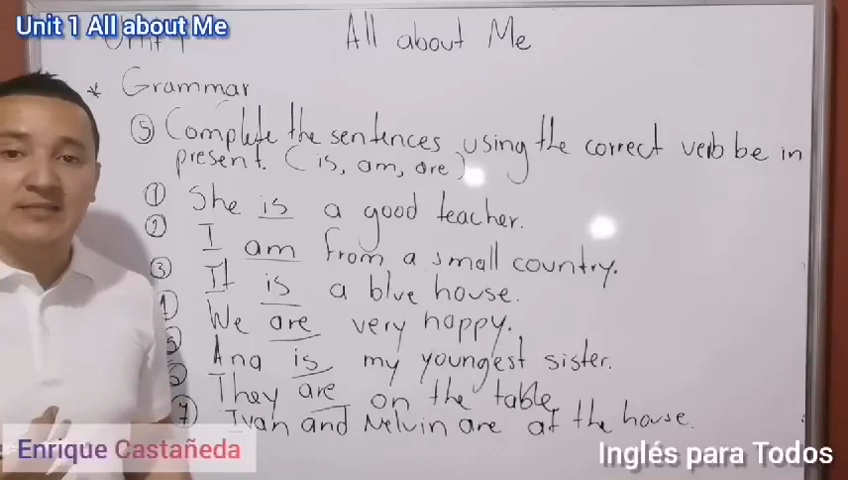 Unit 1 All about Me
Unit 1 All about Me
* Grammar
⑤ Complete the sentences using the correct verb be in
present. (is, am, are)
① She is a good teacher.
② I am from a small country.
③ It is a blue house.
④ We are very happy.
⑤ Ana is my youngest sister.
⑥ They are on the table.
⑦ Ivan and Melvin are at the house.
Enrique Castañeda
Inglés para Todos